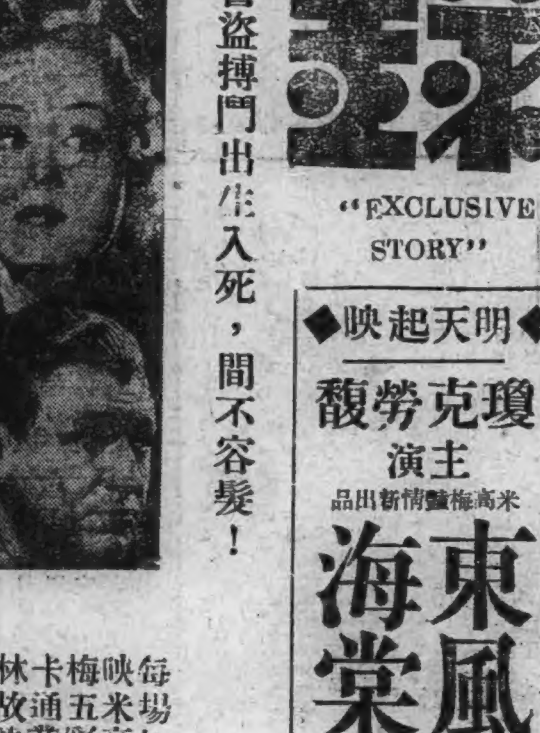 盜搏鬥出生入死，間不容髮！
“EXCLUSIVE
STORY”
◆明天起映◆
瓊克勞馥
主演
米高梅豔情新出品
東風
海棠
每場
映米
梅五
卡通
林故